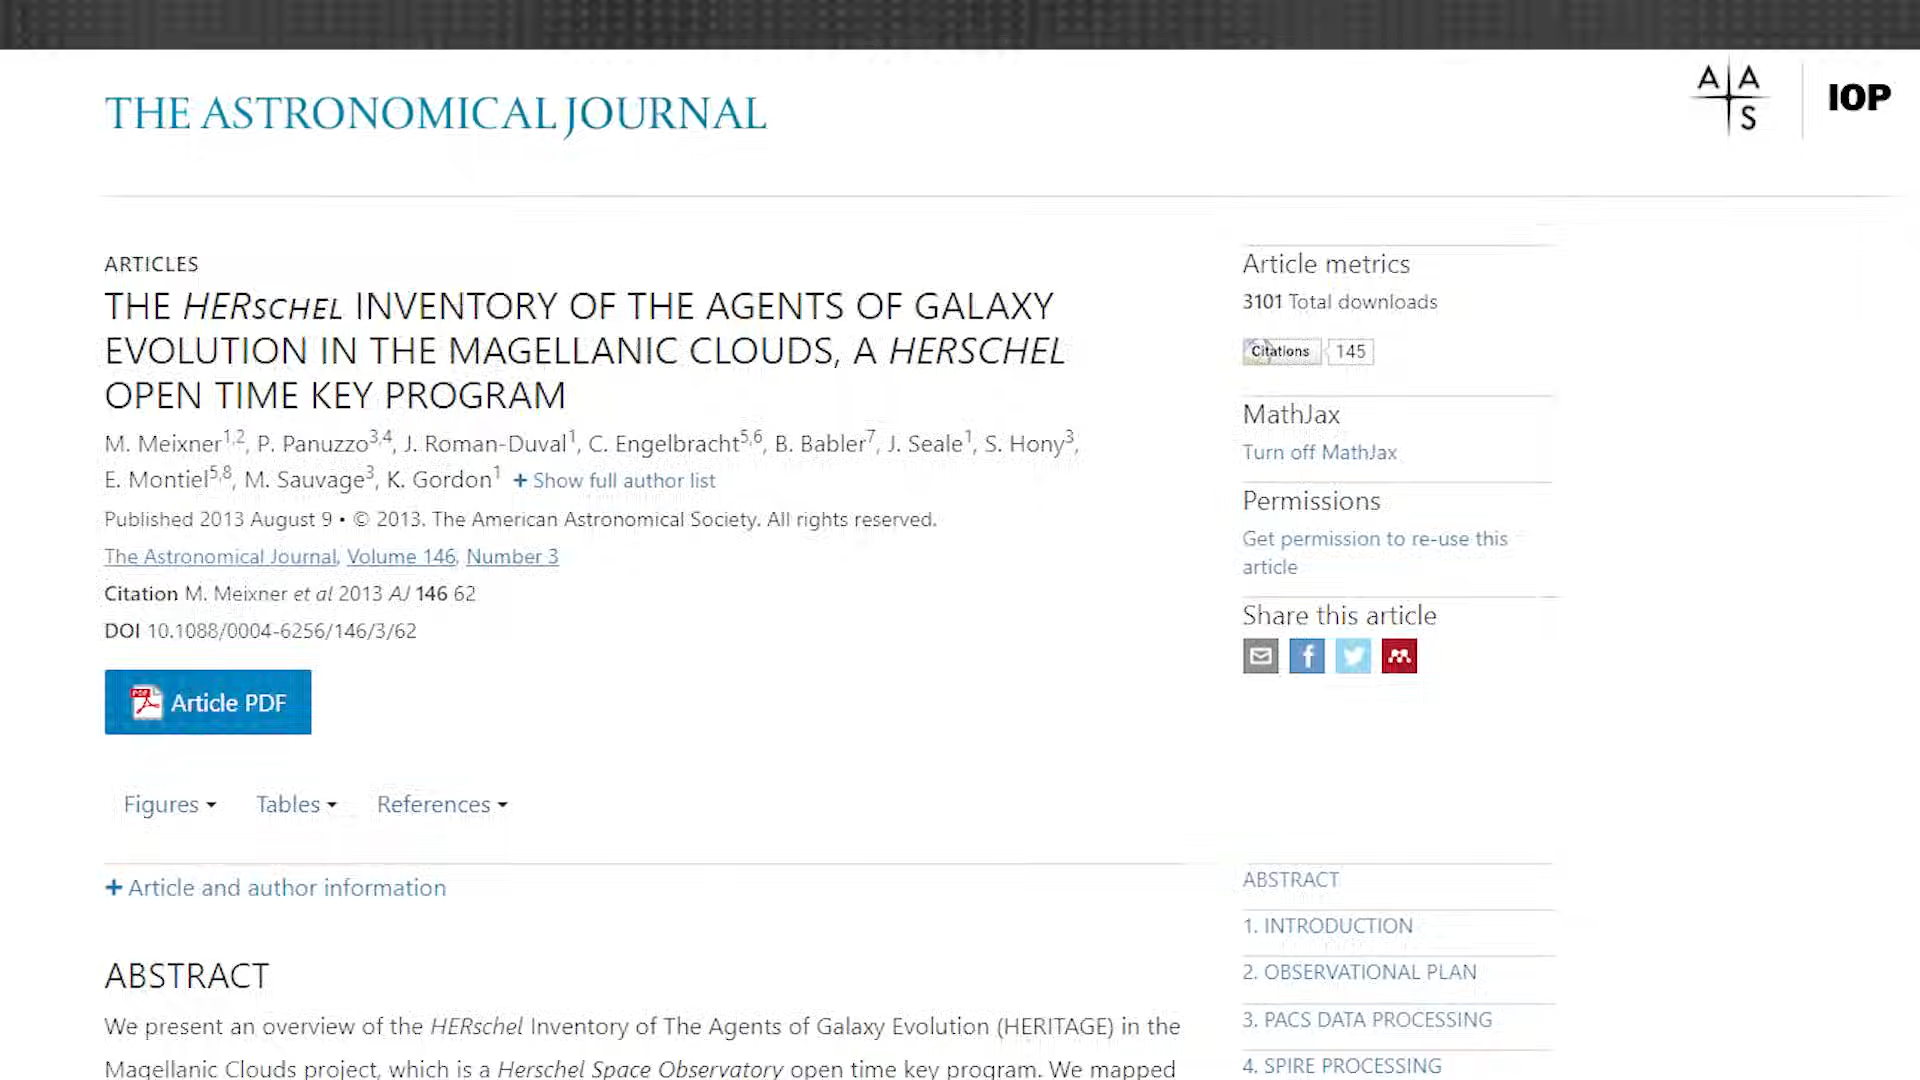 THE ASTRONOMICAL JOURNAL
A A
S
IOP
ARTICLES
THE HERSCHEL INVENTORY OF THE AGENTS OF GALAXY
EVOLUTION IN THE MAGELLANIC CLOUDS, A HERSCHEL
OPEN TIME KEY PROGRAM
M. Meixner1,2, P. Panuzzo3,4, J. Roman-Duval1, C. Engelbracht5,6, B. Babler7, J. Seale1, S. Hony3,
E. Montiel5,8, M. Sauvage3, K. Gordon1 + Show full author list
Published 2013 August 9 • © 2013. The American Astronomical Society. All rights reserved.
The Astronomical Journal, Volume 146, Number 3
Citation M. Meixner et al 2013 AJ 146 62
DOI 10.1088/0004-6256/146/3/62
PDF Article PDF
Figures Tables References
+ Article and author information
ABSTRACT
We present an overview of the HERschel Inventory of The Agents of Galaxy Evolution (HERITAGE) in the
Magellanic Clouds project, which is a Herschel Space Observatory open time key program. We mapped
Article metrics
3101 Total downloads
Citations 145
MathJax
Turn off MathJax
Permissions
Get permission to re-use this
article
Share this article
f
ABSTRACT
1. INTRODUCTION
2. OBSERVATIONAL PLAN
3. PACS DATA PROCESSING
4. SPIRE PROCESSING